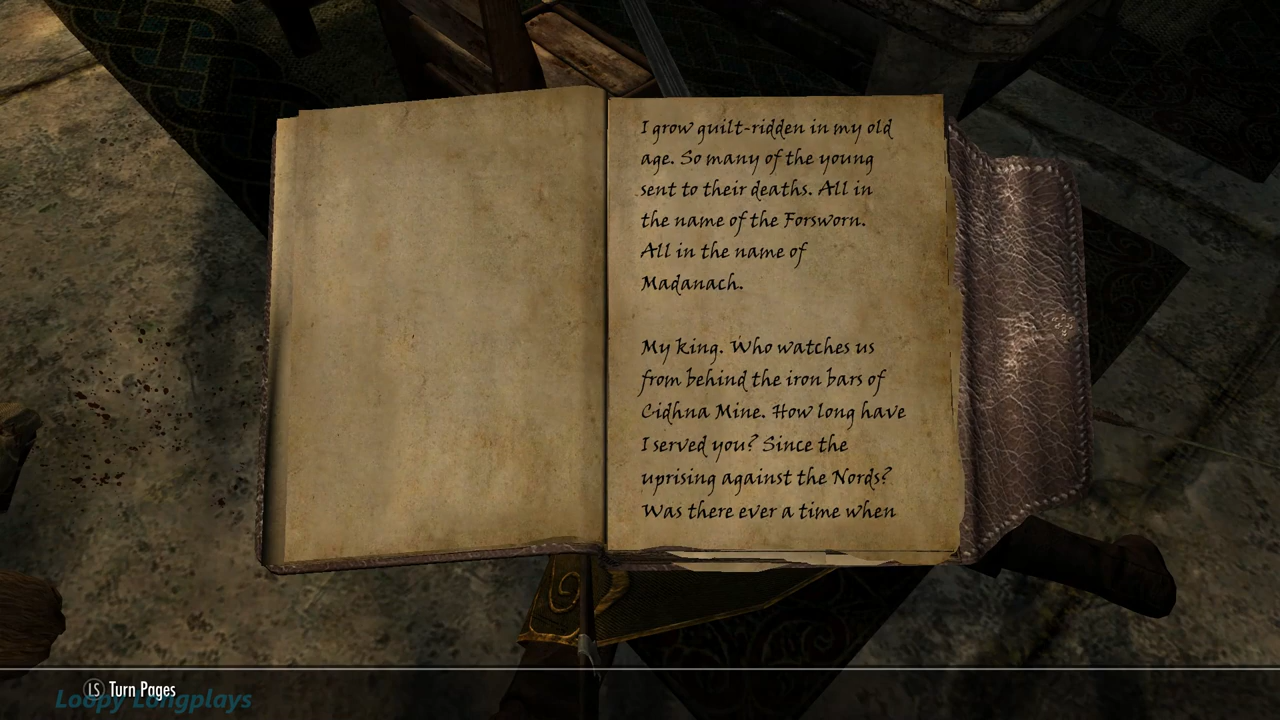 I grow guilt-ridden in my old
age. So many of the young
sent to their deaths. All in
the name of the Forsworn.
All in the name of
Madanach.
My king. Who watches us
from behind the iron bars of
Cidhna Mine. How long have
I served you? Since the
uprising against the Nords?
Was there ever a time when
LS Turn Pages
Loopy Longplays